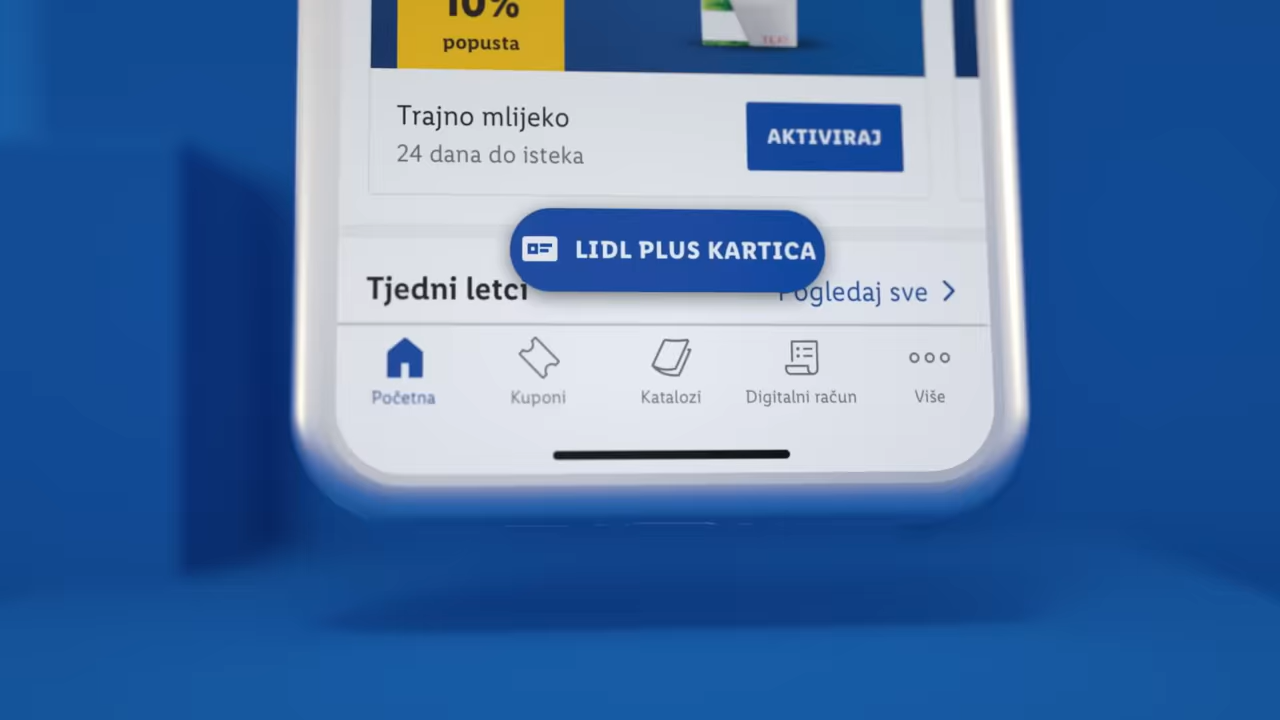 10%
popusta
Trajno mlijeko
24 dana do isteka
AKTIVIRAJ
LIDL PLUS KARTICA
Tjedni letci
Pogledaj sve
Početna
Kuponi
Katalozi
Digitalni račun
Više